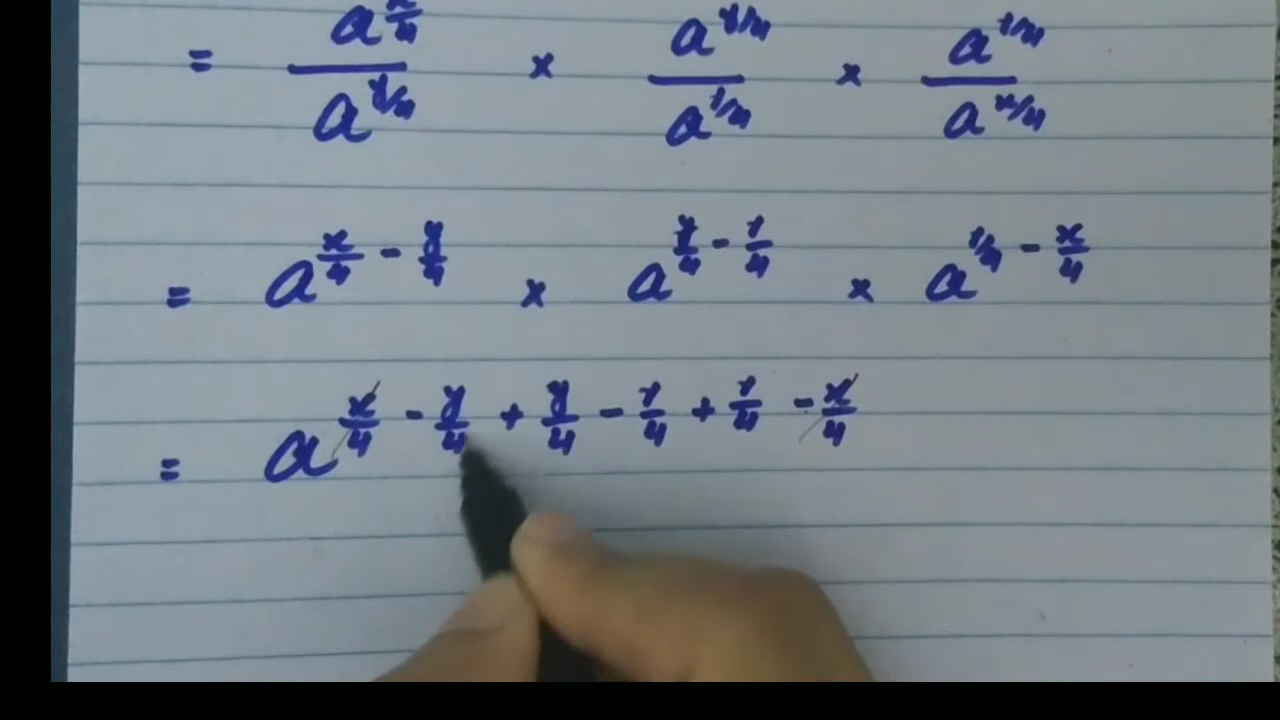 = a^(x/4) / a^(y/4) × a^(y/4) / a^(1/4) × a^(1/4) / a^(x/4)
= a^(x/4 - y/4) × a^(y/4 - 1/4) × a^(1/4 - x/4)
= a^(x/4 - y/4 + y/4 - 1/4 + 1/4 - x/4)